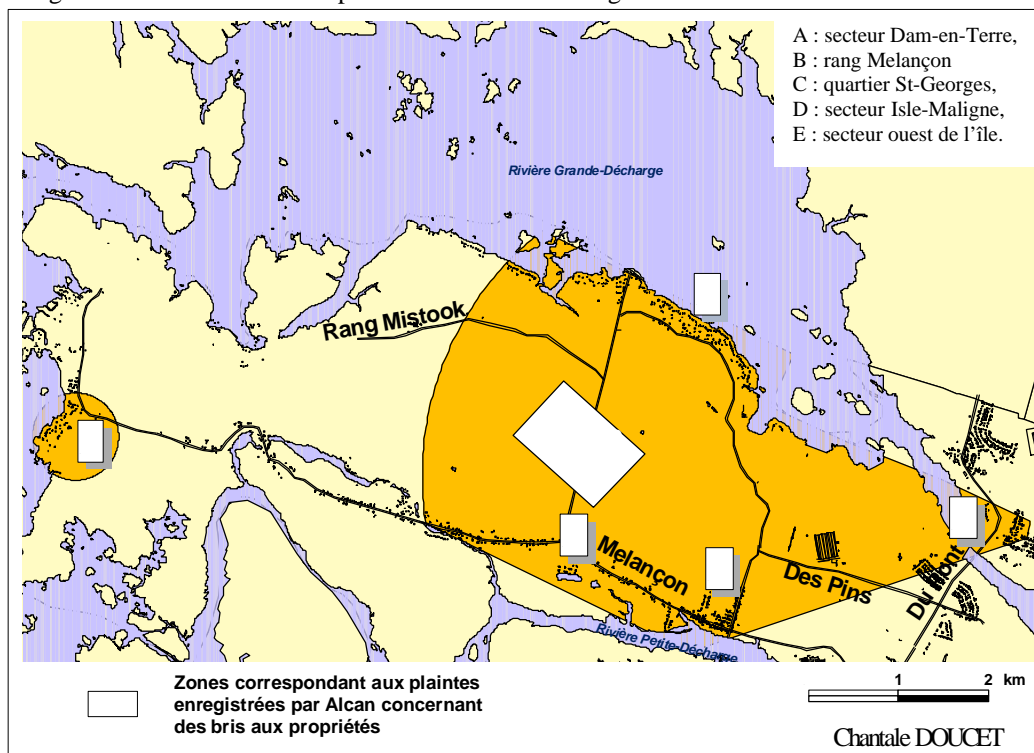 A : secteur Dam-en-Terre,
B : rang Melançon
C : quartier St-Georges,
D : secteur Isle-Maligne,
E : secteur ouest de l'île.
Rivière Grande-Décharge
Rang Mistook
Melançon
Des Pins
Du Mont
Rivière Petite-Décharge
Zones correspondant aux plaintes
enregistrées par Alcan concernant
des bris aux propriétés
1 2 km
Chantale DOUCET